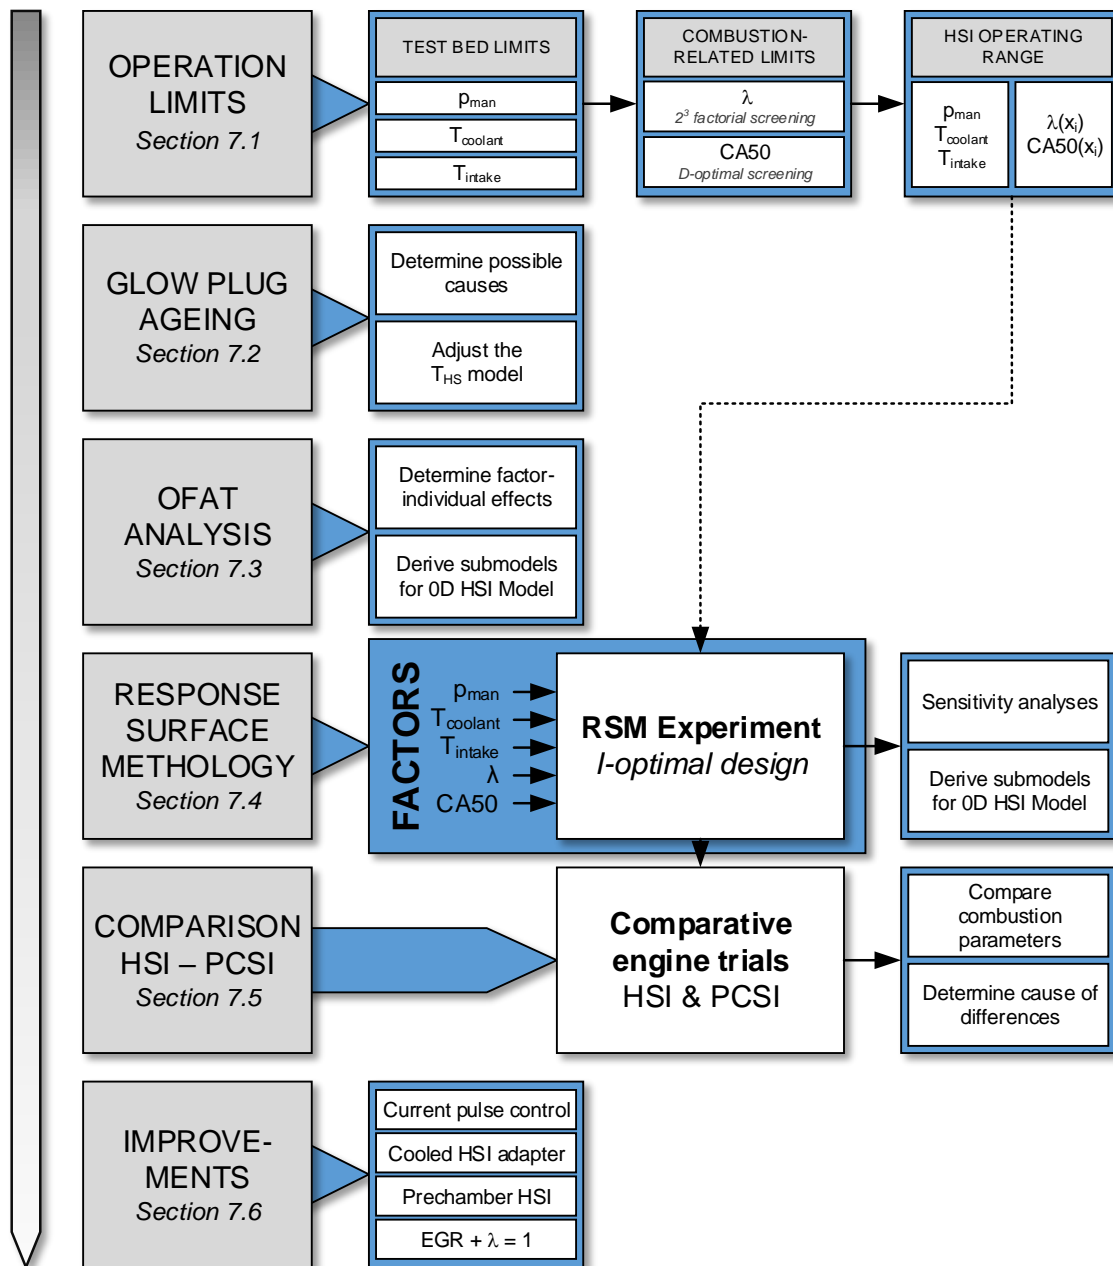 OPERATION
LIMITS
Section 7.1
TEST BED LIMITS
pman
Tcoolant
Tintake
COMBUSTION-
RELATED LIMITS
λ
2³ factorial screening
CA50
D-optimal screening
HSI OPERATING
RANGE
pman
Tcoolant
Tintake
λ(xi)
CA50(xi)
GLOW PLUG
AGEING
Section 7.2
Determine possible
causes
Adjust the
THS model
OFAT
ANALYSIS
Section 7.3
Determine factor-
individual effects
Derive submodels
for 0D HSI Model
RESPONSE
SURFACE
METHOLOGY
Section 7.4
FACTORS
pman
Tcoolant
Tintake
λ
CA50
RSM Experiment
I-optimal design
Sensitivity analyses
Derive submodels
for 0D HSI Model
COMPARISON
HSI – PCSI
Section 7.5
Comparative
engine trials
HSI & PCSI
Compare
combustion
parameters
Determine cause of
differences
IMPROVE-
MENTS
Section 7.6
Current pulse control
Cooled HSI adapter
Prechamber HSI
EGR + λ = 1